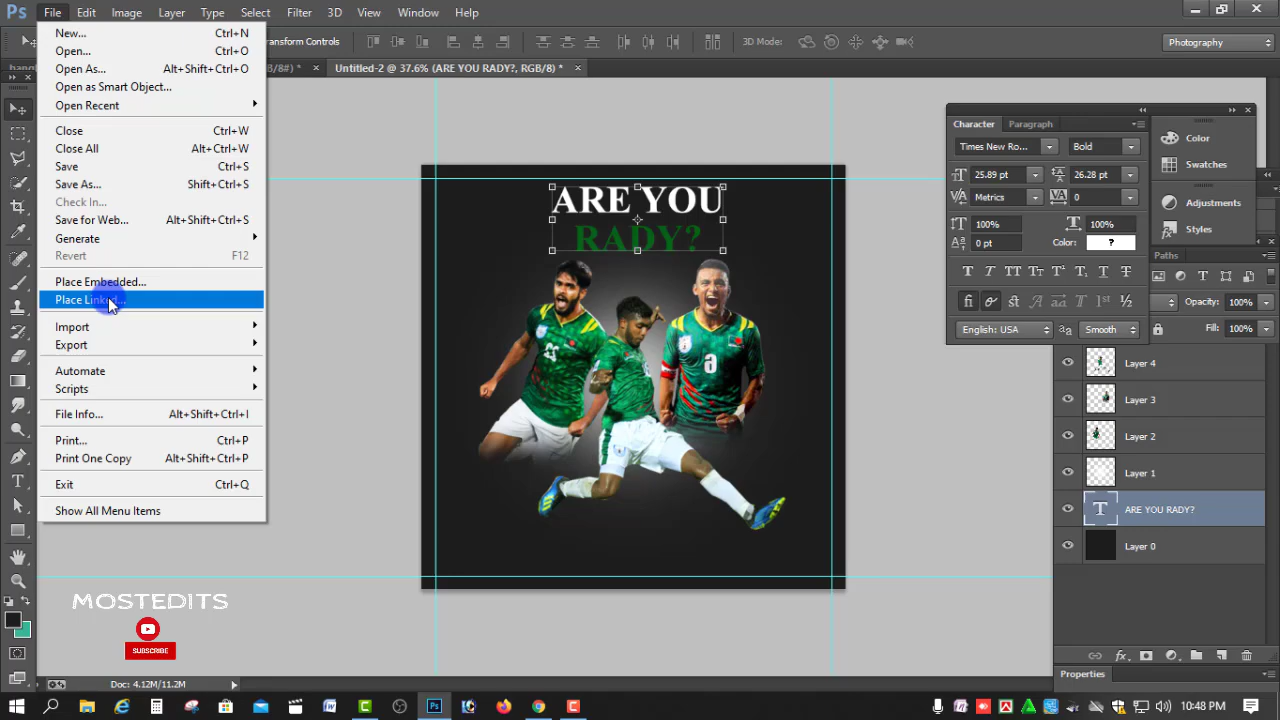 Ps File Edit Image Layer Type Select Filter 3D View Window Help
New... Ctrl+N
Open... Ctrl+O
Open As... Alt+Shift+Ctrl+O
Open as Smart Object...
Open Recent
Close Ctrl+W
Close All Alt+Ctrl+W
Save Ctrl+S
Save As... Shift+Ctrl+S
Check In...
Save for Web... Alt+Shift+Ctrl+S
Generate
Revert F12
Place Embedded...
Place Linked...
Import
Export
Automate
Scripts
File Info... Alt+Shift+Ctrl+I
Print... Ctrl+P
Print One Copy Alt+Shift+Ctrl+P
Exit Ctrl+Q
Show All Menu Items
ransform Controls
3D Mode:
Photography
B/8#) * ×
Untitled-2 @ 37.6% (ARE YOU RADY?, RGB/8) * ×
ARE YOU
RADY?
Character Paragraph
Times New Ro... Bold
25.89 pt 26.28 pt
Metrics 0
100% 100%
0 pt Color: ?
English: USA Smooth
Color
Swatches
Adjustments
Styles
Paths
Opacity: 100%
Fill: 100%
Layer 4
Layer 3
Layer 2
Layer 1
ARE YOU RADY?
Layer 0
Properties
MOSTEDITS
SUBSCRIBE
Doc: 4.12M/11.2M
10:48 PM